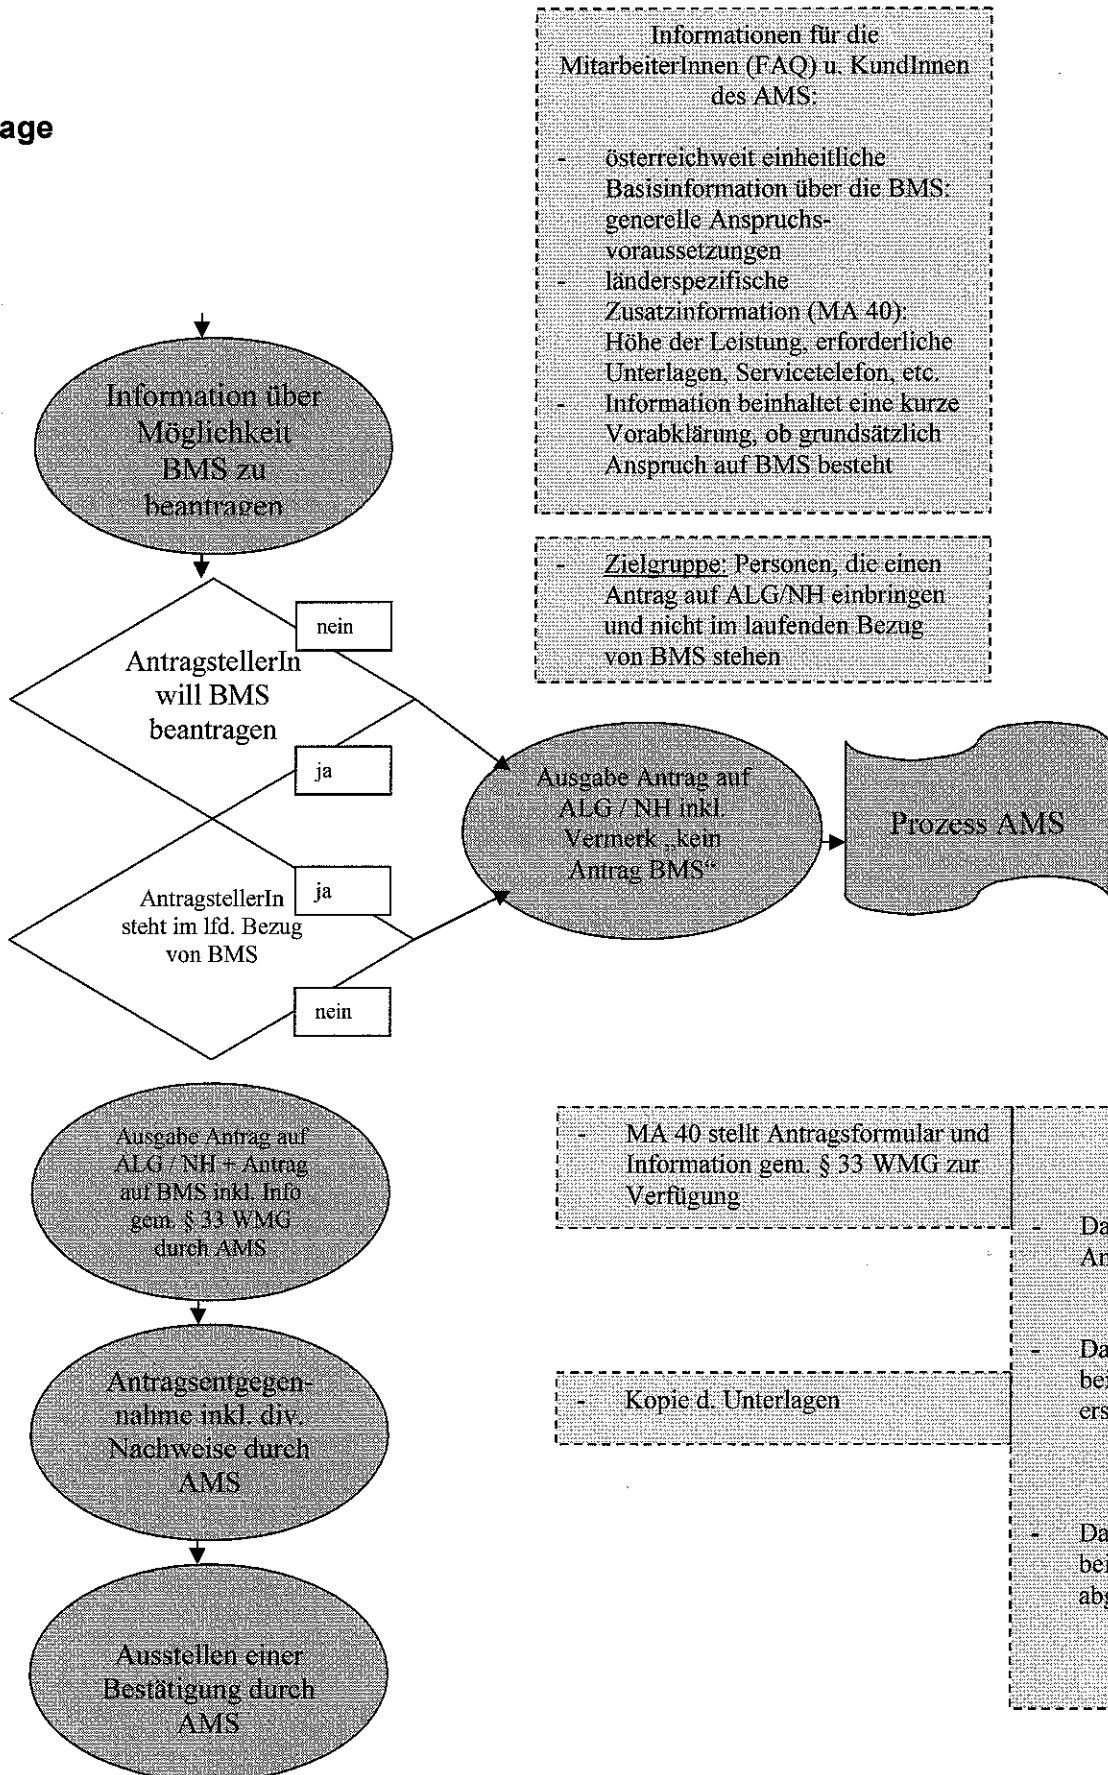 age
Informationen für die
MitarbeiterInnen (FAQ) u. KundInnen
des AMS:
- österreichweit einheitliche
Basisinformation über die BMS:
generelle Anspruchs-
voraussetzungen
- länderspezifische
Zusatzinformation (MA 40):
Höhe der Leistung, erforderliche
Unterlagen, Servicetelefon, etc.
- Information beinhaltet eine kurze
Vorabklärung, ob grundsätzlich
Anspruch auf BMS besteht
Information über
Möglichkeit
BMS zu
beantragen
- Zielgruppe: Personen, die einen
Antrag auf ALG/NH einbringen
und nicht im laufenden Bezug
von BMS stehen
nein
AntragstellerIn
will BMS
beantragen
ja
Ausgabe Antrag auf
ALG / NH inkl.
Vermerk „kein
Antrag BMS“
Prozess AMS
ja
AntragstellerIn
steht im lfd. Bezug
von BMS
nein
Ausgabe Antrag auf
ALG / NH + Antrag
auf BMS inkl. Info
gem. § 33 WMG
durch AMS
- MA 40 stellt Antragsformular und
Information gem. § 33 WMG zur
Verfügung
- Da
An
- Da
bei
ers
Antragsentgegen-
nahme inkl. div.
Nachweise durch
AMS
- Kopie d. Unterlagen
- Da
bei
abg
Ausstellen einer
Bestätigung durch
AMS